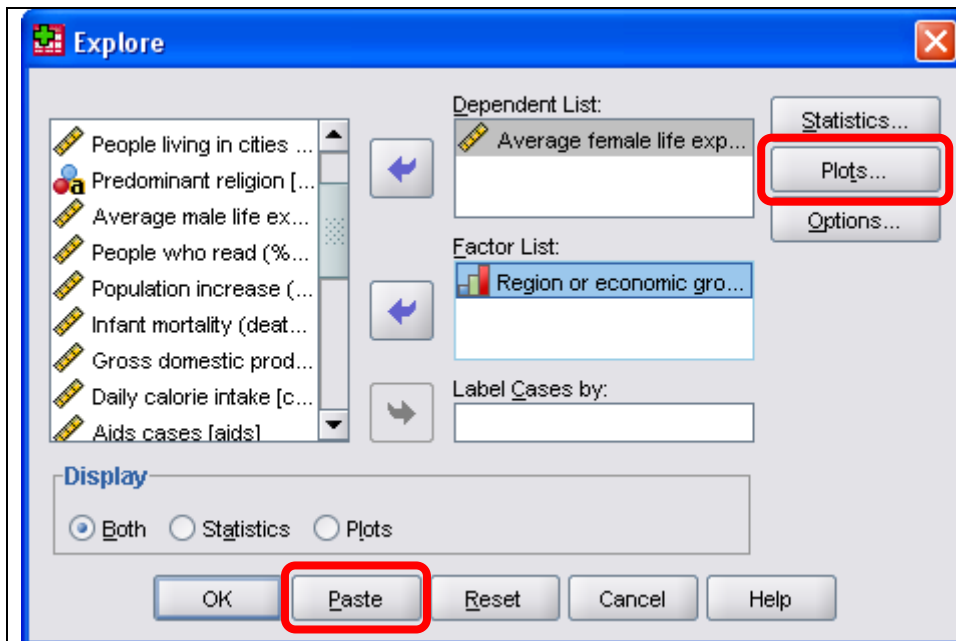 Explore
People living in cities ...
Predominant religion [...
Average male life ex...
People who read (%...
Population increase (...
Infant mortality (deat...
Gross domestic prod...
Daily calorie intake [c...
Aids cases [aids]
Dependent List:
Average female life exp...
Factor List:
Region or economic gro...
Label Cases by:
Statistics...
Plots...
Options...
Display
Both
Statistics
Plots
OK
Paste
Reset
Cancel
Help